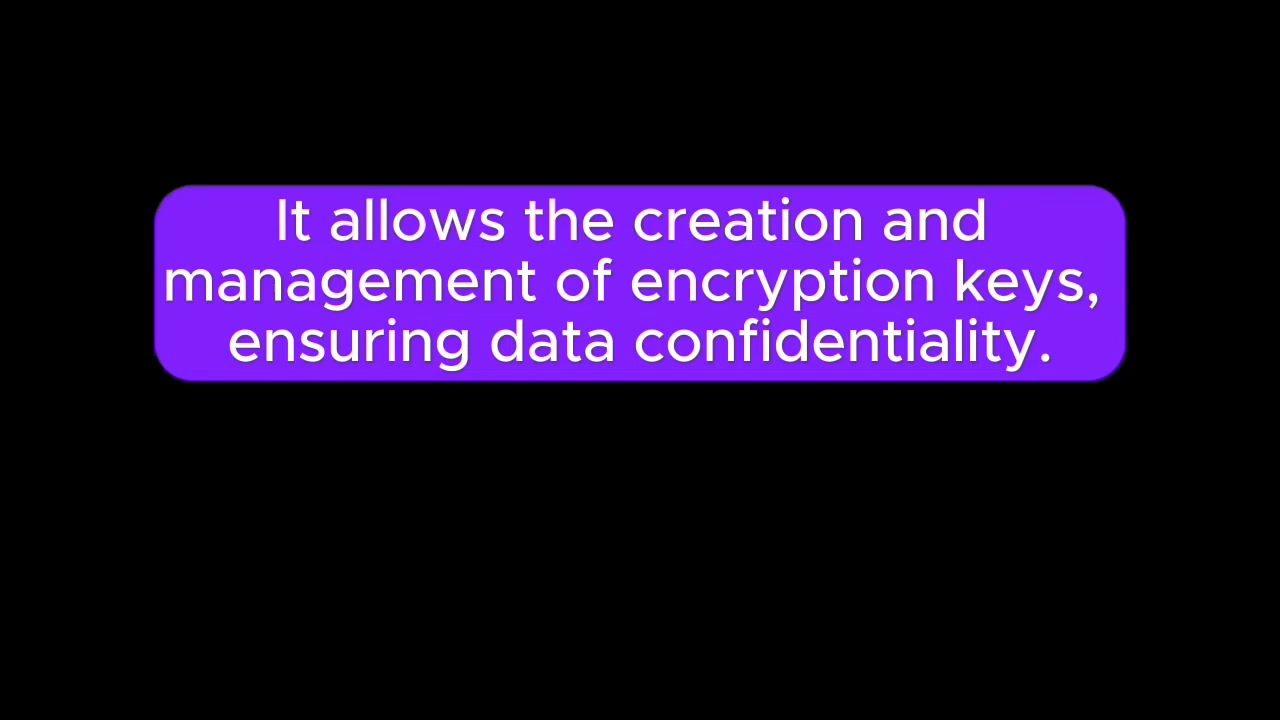 It allows the creation and
management of encryption keys,
ensuring data confidentiality.